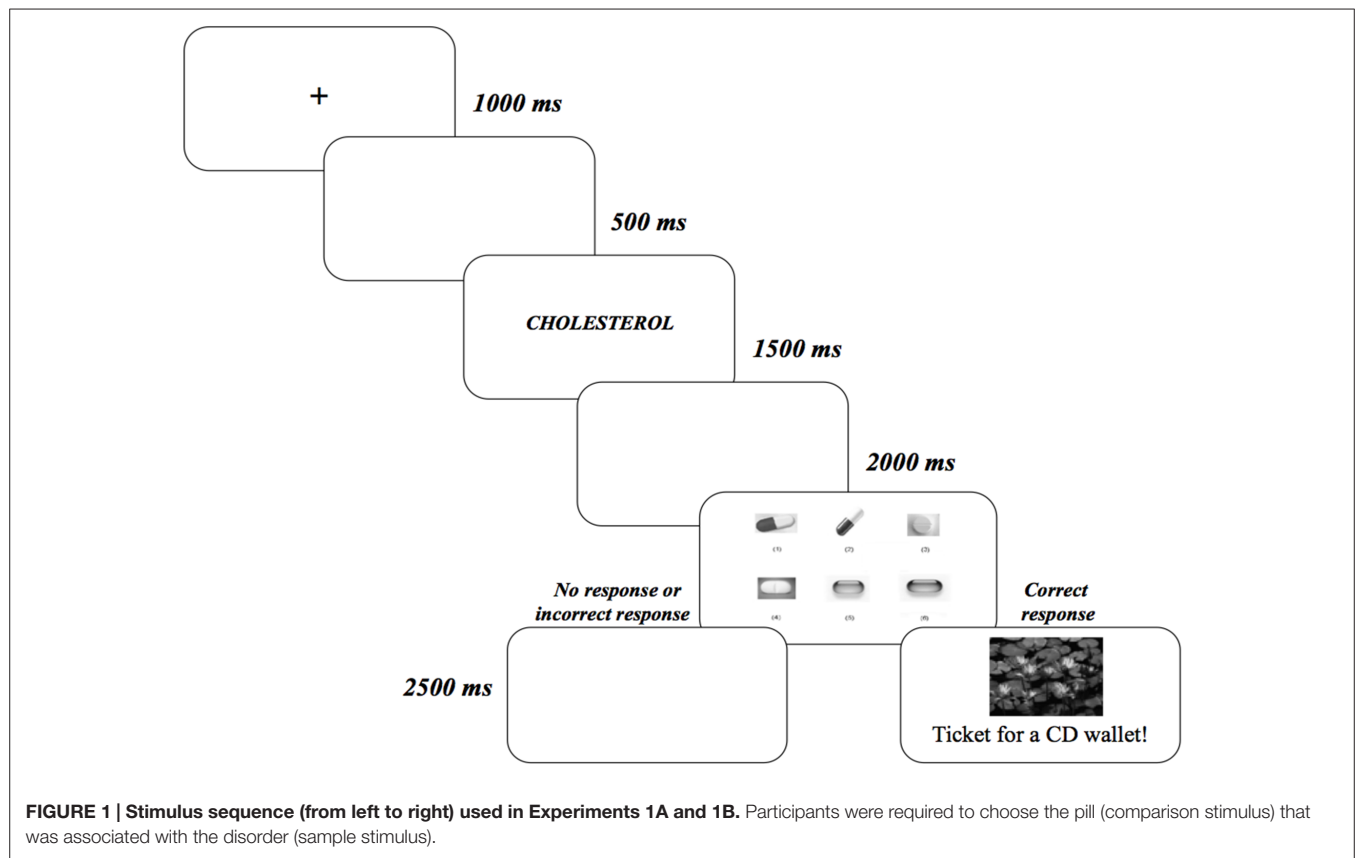 +
1000 ms
500 ms
CHOLESTEROL
1500 ms
2000 ms
(1) (2) (3)
(4) (5) (6)
No response or
incorrect response
Correct
response
2500 ms
Ticket for a CD wallet!
FIGURE 1 | Stimulus sequence (from left to right) used in Experiments 1A and 1B. Participants were required to choose the pill (comparison stimulus) that
was associated with the disorder (sample stimulus).